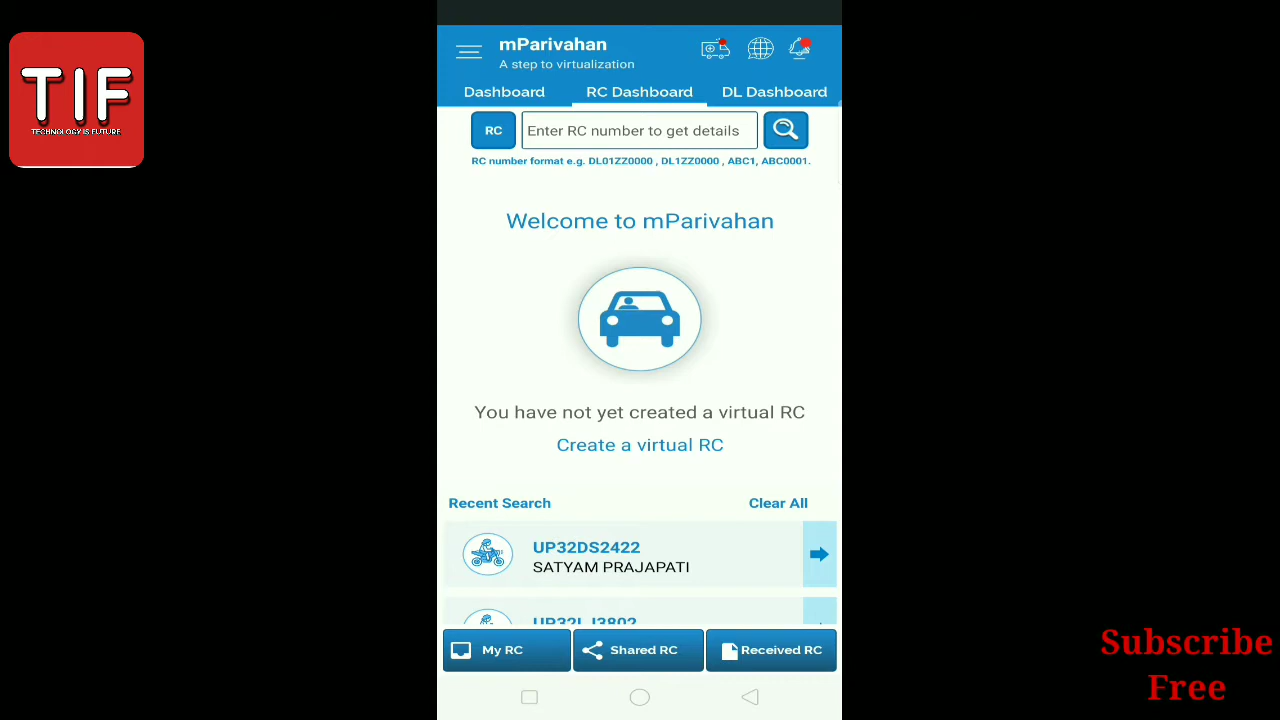 TIF
TECHNOLOGY IS FUTURE
mParivahan
A step to virtualization
Dashboard RC Dashboard DL Dashboard
RC Enter RC number to get details
RC number format e.g. DL01ZZ0000 , DL1ZZ0000 , ABC1, ABC0001.
Welcome to mParivahan
You have not yet created a virtual RC
Create a virtual RC
Recent Search Clear All
UP32DS2422
SATYAM PRAJAPATI
UP32LJ3802
My RC Shared RC Received RC
Subscribe
Free